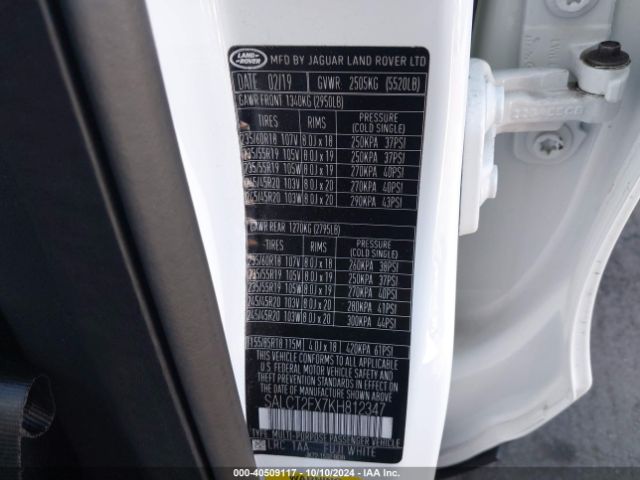 LAND ROVER MFD BY JAGUAR LAND ROVER LTD
DATE 02/19 GVWR. 2505KG (5520LB)
GAWR FRONT 1340KG (2950LB)
TIRES RIMS PRESSURE (COLD SINGLE)
235/60R18 107V 8.0J x 18 250KPA 37PSI
235/55R19 105V 8.0J x 19 250KPA 37PSI
235/55R19 105W 8.0J x 19 270KPA 40PSI
245/45R20 103V 8.0J x 20 270KPA 40PSI
245/45R20 103W 8.0J x 20 290KPA 43PSI
GAWR REAR 1270KG (2795LB)
TIRES RIMS PRESSURE (COLD SINGLE)
235/60R18 107V 8.0J x 18 260KPA 38PSI
235/55R19 105V 8.0J x 19 250KPA 37PSI
235/55R19 105W 8.0J x 19 270KPA 40PSI
245/45R20 103V 8.0J x 20 280KPA 41PSI
245/45R20 103W 8.0J x 20 300KPA 44PSI
T155/85R18 115M 4.0J x 18 420KPA 61PSI
THIS VEHICLE CONFORMS TO ALL APPLICABLE
U.S. FEDERAL MOTOR VEHICLE SAFETY STANDARDS
IN EFFECT ON THE DATE OF MANUFACTURE
SHOWN ABOVE
SALCT2FX7KH812347
TYPE: MULTI-PURPOSE PASSENGER VEHICLE
LRC TAA FUJI WHITE
40509117 - 10/10/2024 - IAAI.com